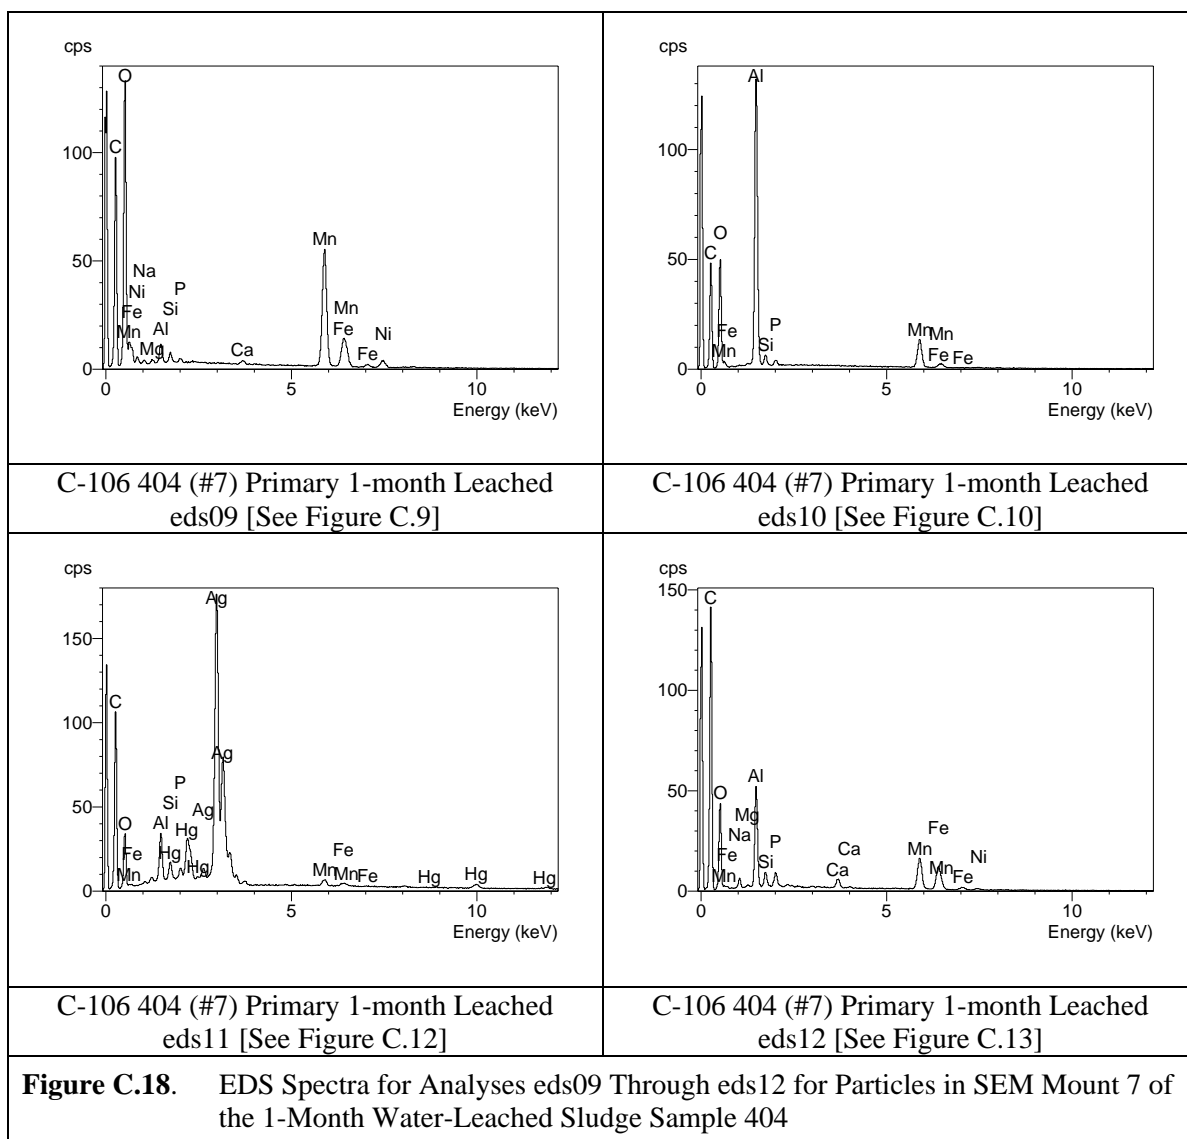 cps
O
C
100
50
0
Na
Ni
P
Fe
Si
Mn
Al
Mg
Ca
Mn
Mn
Fe
Fe
Ni
0
5
10
Energy (keV)
cps
Al
100
50
0
O
C
Fe
P
Mn
Si
Mn
Mn
Fe
Fe
0
5
10
Energy (keV)
C-106 404 (#7) Primary 1-month Leached
eds09 [See Figure C.9]
C-106 404 (#7) Primary 1-month Leached
eds10 [See Figure C.10]
cps
Ag
150
100
50
0
C
Ag
P
Si
Ag
O
Al
Hg
Fe
Hg
Mn
Hg
Fe
Mn
Mn
Fe
Hg
Hg
Hg
0
5
10
Energy (keV)
cps
150
100
50
0
C
Al
O
Mg
Na
P
Fe
Si
Mn
Ca
Ca
Fe
Mn
Mn
Fe
Ni
0
5
10
Energy (keV)
C-106 404 (#7) Primary 1-month Leached
eds11 [See Figure C.12]
C-106 404 (#7) Primary 1-month Leached
eds12 [See Figure C.13]
Figure C.18. EDS Spectra for Analyses eds09 Through eds12 for Particles in SEM Mount 7 of
the 1-Month Water-Leached Sludge Sample 404